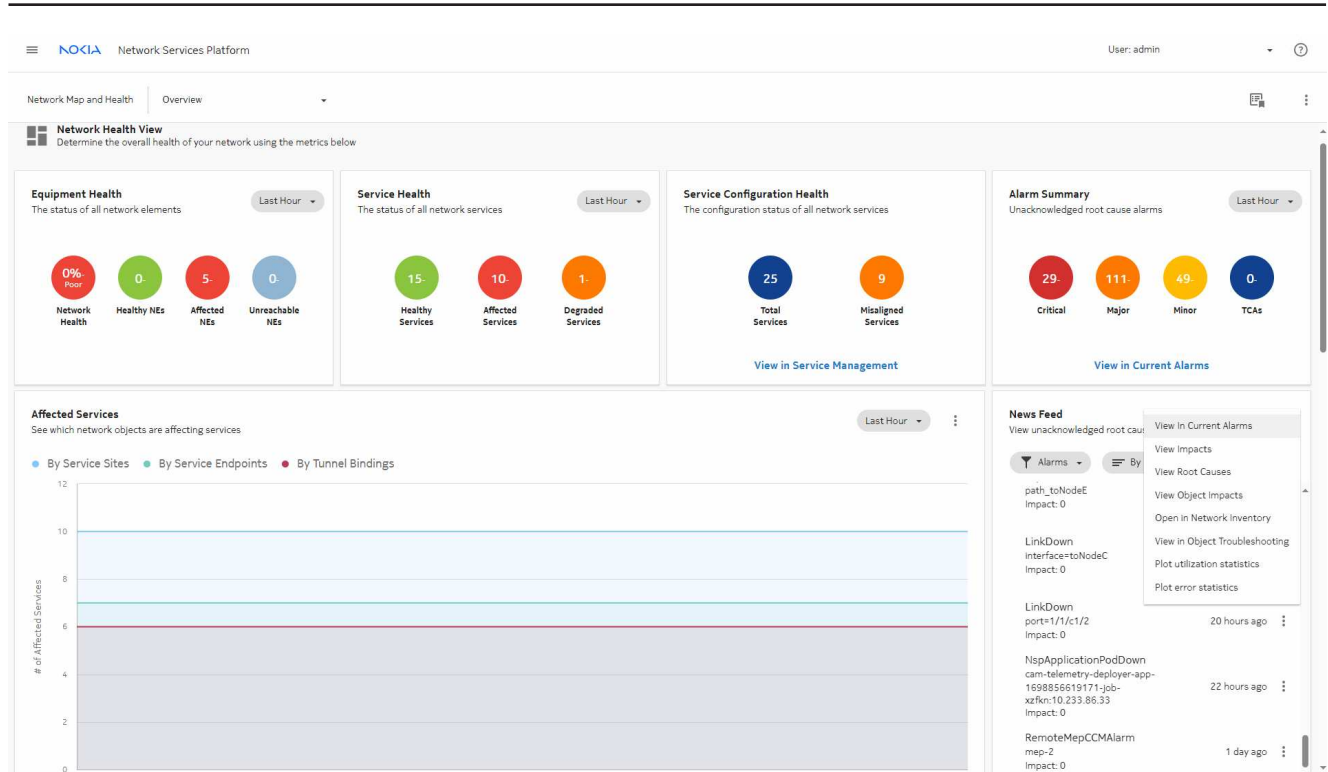 NOKIA Network Services Platform
User: admin
Network Map and Health
Overview
Network Health View
Determine the overall health of your network using the metrics below
Equipment Health
The status of all network elements
Last Hour
0%-
Poor
0-
5-
0-
Network
Health
Healthy NEs
Affected
NEs
Unreachable
NEs
Service Health
The status of all network services
Last Hour
15-
10-
1-
Healthy
Services
Affected
Services
Degraded
Services
Service Configuration Health
The configuration status of all network services
25
9
Total
Services
Misaligned
Services
View in Service Management
Alarm Summary
Unacknowledged root cause alarms
Last Hour
29-
111-
49-
0-
Critical
Major
Minor
TCAs
View in Current Alarms
Affected Services
See which network objects are affecting services
Last Hour
By Service Sites
By Service Endpoints
By Tunnel Bindings
# of Affected Services
12
10
8
6
4
2
0
News Feed
View unacknowledged root cau
Alarms
By
View In Current Alarms
View Impacts
View Root Causes
View Object Impacts
Open in Network Inventory
View in Object Troubleshooting
Plot utilization statistics
Plot error statistics
path_toNodeE
Impact: 0
LinkDown
interface=toNodeC
Impact: 0
LinkDown
port=1/1/c1/2
Impact: 0
20 hours ago
NspApplicationPodDown
cam-telemetry-deployer-app-
1698856619171-job-
xzfkn:10.233.86.33
Impact: 0
22 hours ago
RemoteMepCCMAlarm
mep-2
Impact: 0
1 day ago